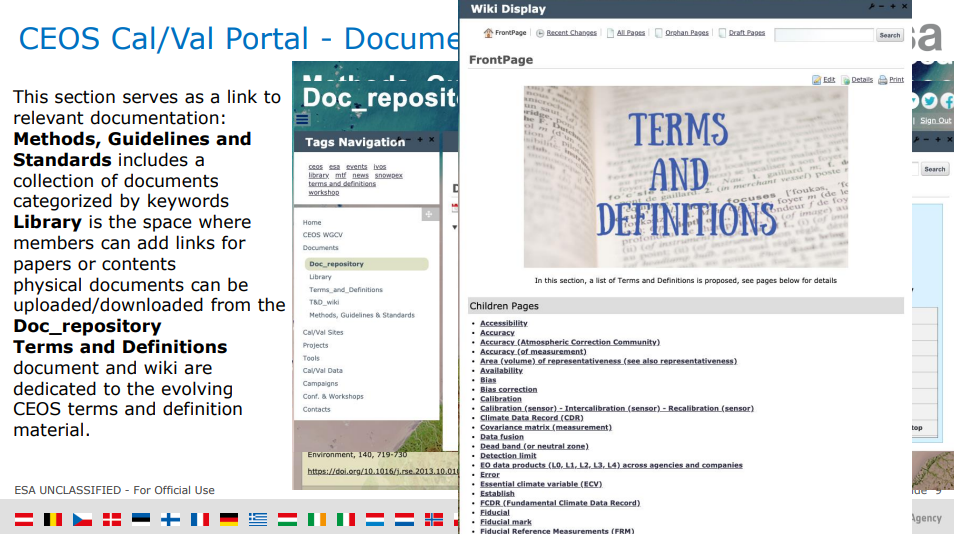 CEOS Cal/Val Portal - Docume
This section serves as a link to
relevant documentation:
Methods, Guidelines and
Standards includes a
collection of documents
categorized by keywords
Library is the space where
members can add links for
papers or contents
physical documents can be
uploaded/downloaded from the
Doc_repository
Terms and Definitions
document and wiki are
dedicated to the evolving
CEOS terms and definition
material.
ESA UNCLASSIFIED - For Official Use
Doc_reposit
Tags Navigation
ceos esa events ivos
library mtf news snowpex
terms and definitions
workshop
Home
CEOS WGCV
Documents
Doc_repository
Library
Terms_and_Definitions
T&D_wiki
Methods, Guidelines & Standards
Cal/Val Sites
Projects
Tools
Cal/Val Data
Campaigns
Conf. & Workshops
Contacts
Environment, 140, 719-730
https://doi.org/10.1016/j.rse.2013.10.01
Wiki Display
FrontPage
Recent Changes
All Pages
Orphan Pages
Draft Pages
Search
FrontPage
Edit
Details
Print
TERMS
AND
DEFINITIONS
In this section, a list of Terms and Definitions is proposed, see pages below for details
Children Pages
Accessibility
Accuracy
Accuracy (Atmospheric Correction Community)
Accuracy (of measurement)
Area (volume) of representativeness (see also representativeness)
Availability
Bias
Bias correction
Calibration
Calibration (sensor) - Intercalibration (sensor) - Recalibration (sensor)
Climate Data Record (CDR)
Covariance matrix (measurement)
Data fusion
Dead band (or neutral zone)
Detection limit
EO data products (L0, L1, L2, L3, L4) across agencies and companies
Error
Essential climate variable (ECV)
Establish
FCDR (Fundamental Climate Data Record)
Fiducial
Fiducial mark
Fiducial Reference Measurements (FRM)
sa
Sign Out
Search
top
9
Agency